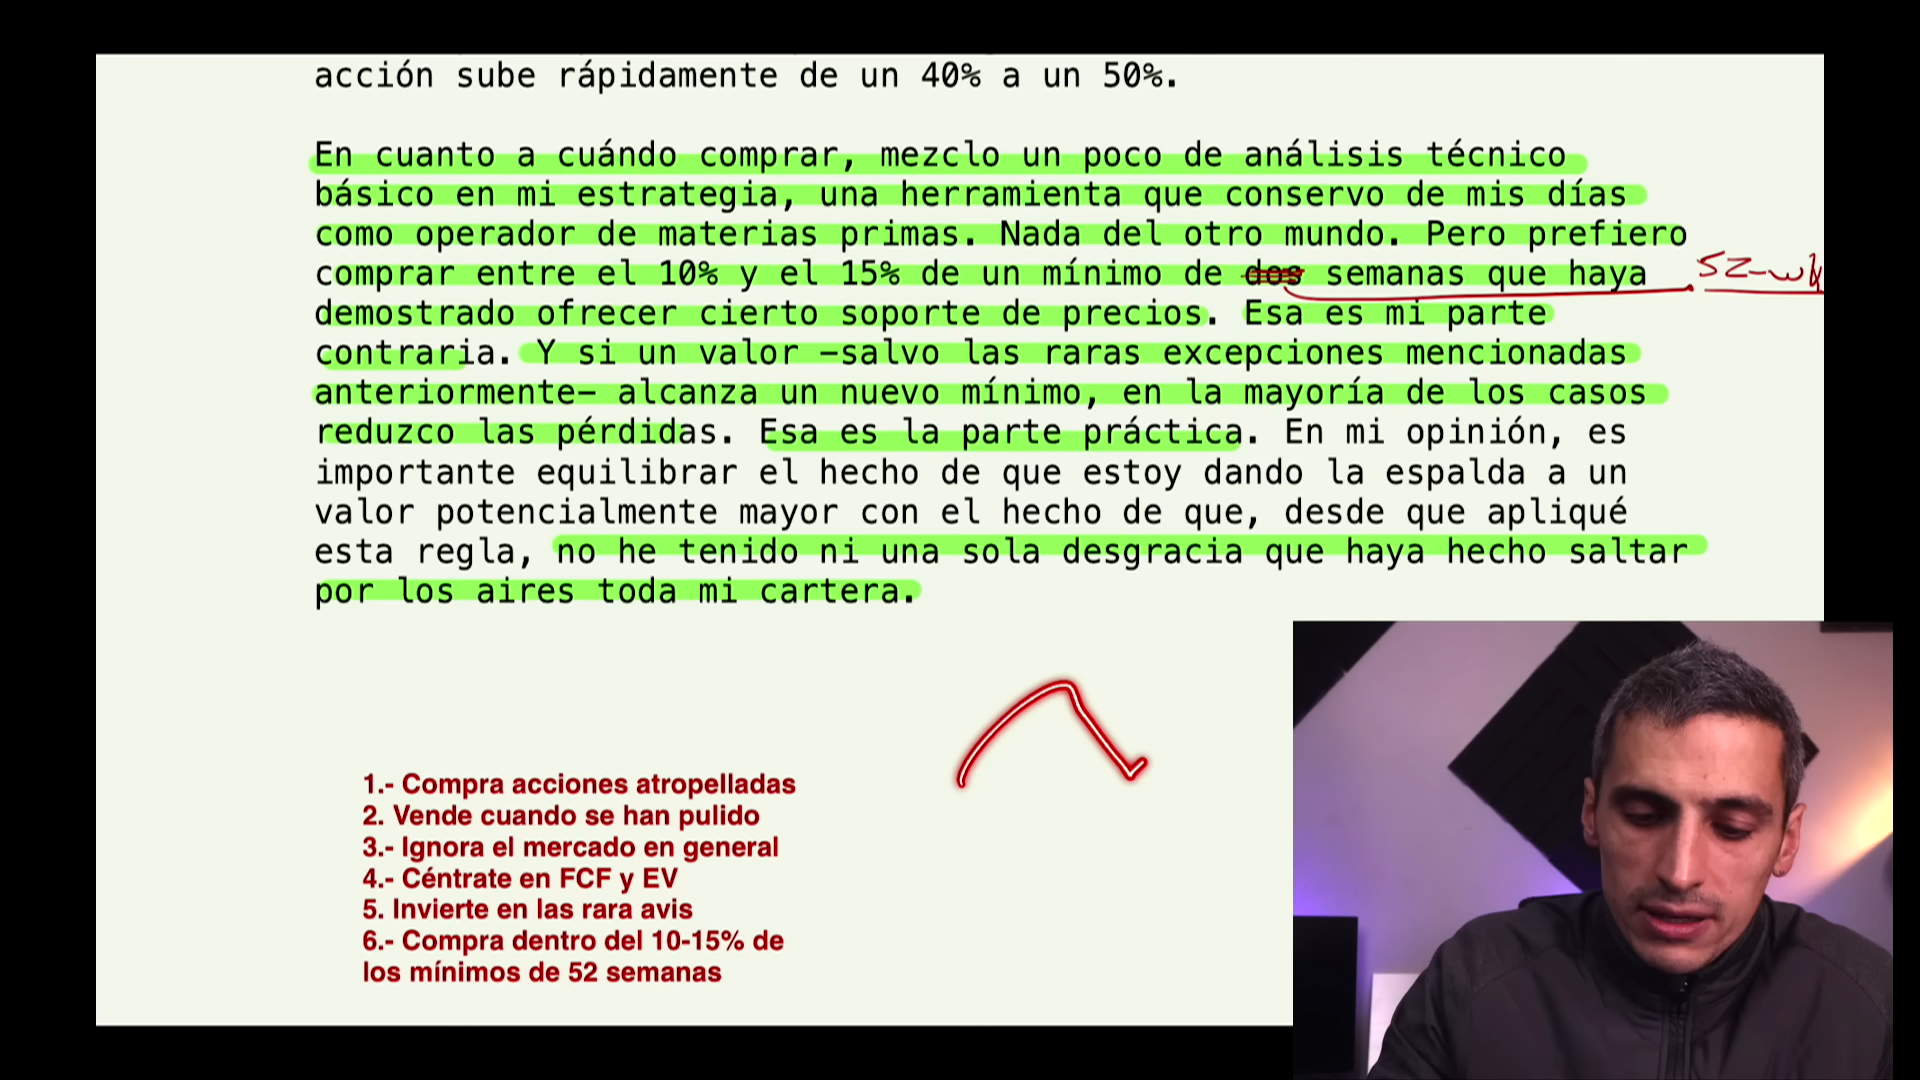 acción sube rápidamente de un 40% a un 50%.
En cuanto a cuándo comprar, mezclo un poco de análisis técnico
básico en mi estrategia, una herramienta que conservo de mis días
como operador de materias primas. Nada del otro mundo. Pero prefiero
comprar entre el 10% y el 15% de un mínimo de dos semanas que haya
52-wk
demostrado ofrecer cierto soporte de precios. Esa es mi parte
contraria. Y si un valor —salvo las raras excepciones mencionadas
anteriormente— alcanza un nuevo mínimo, en la mayoría de los casos
reduzco las pérdidas. Esa es la parte práctica. En mi opinión, es
importante equilibrar el hecho de que estoy dando la espalda a un
valor potencialmente mayor con el hecho de que, desde que apliqué
esta regla, no he tenido ni una sola desgracia que haya hecho saltar
por los aires toda mi cartera.
1.- Compra acciones atropelladas
2. Vende cuando se han pulido
3.- Ignora el mercado en general
4.- Céntrate en FCF y EV
5. Invierte en las rara avis
6.- Compra dentro del 10-15% de
los mínimos de 52 semanas